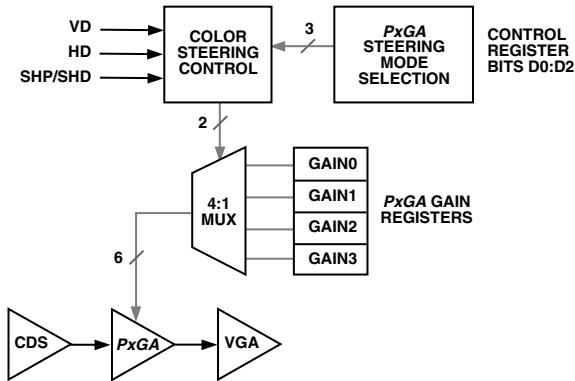 VD
HD
SHP/SHD
COLOR
STEERING
CONTROL
3
PxGA
STEERING
MODE
SELECTION
CONTROL
REGISTER
BITS D0:D2
2
4:1
MUX
GAIN0
GAIN1
GAIN2
GAIN3
PxGA GAIN
REGISTERS
6
CDS
PxGA
VGA